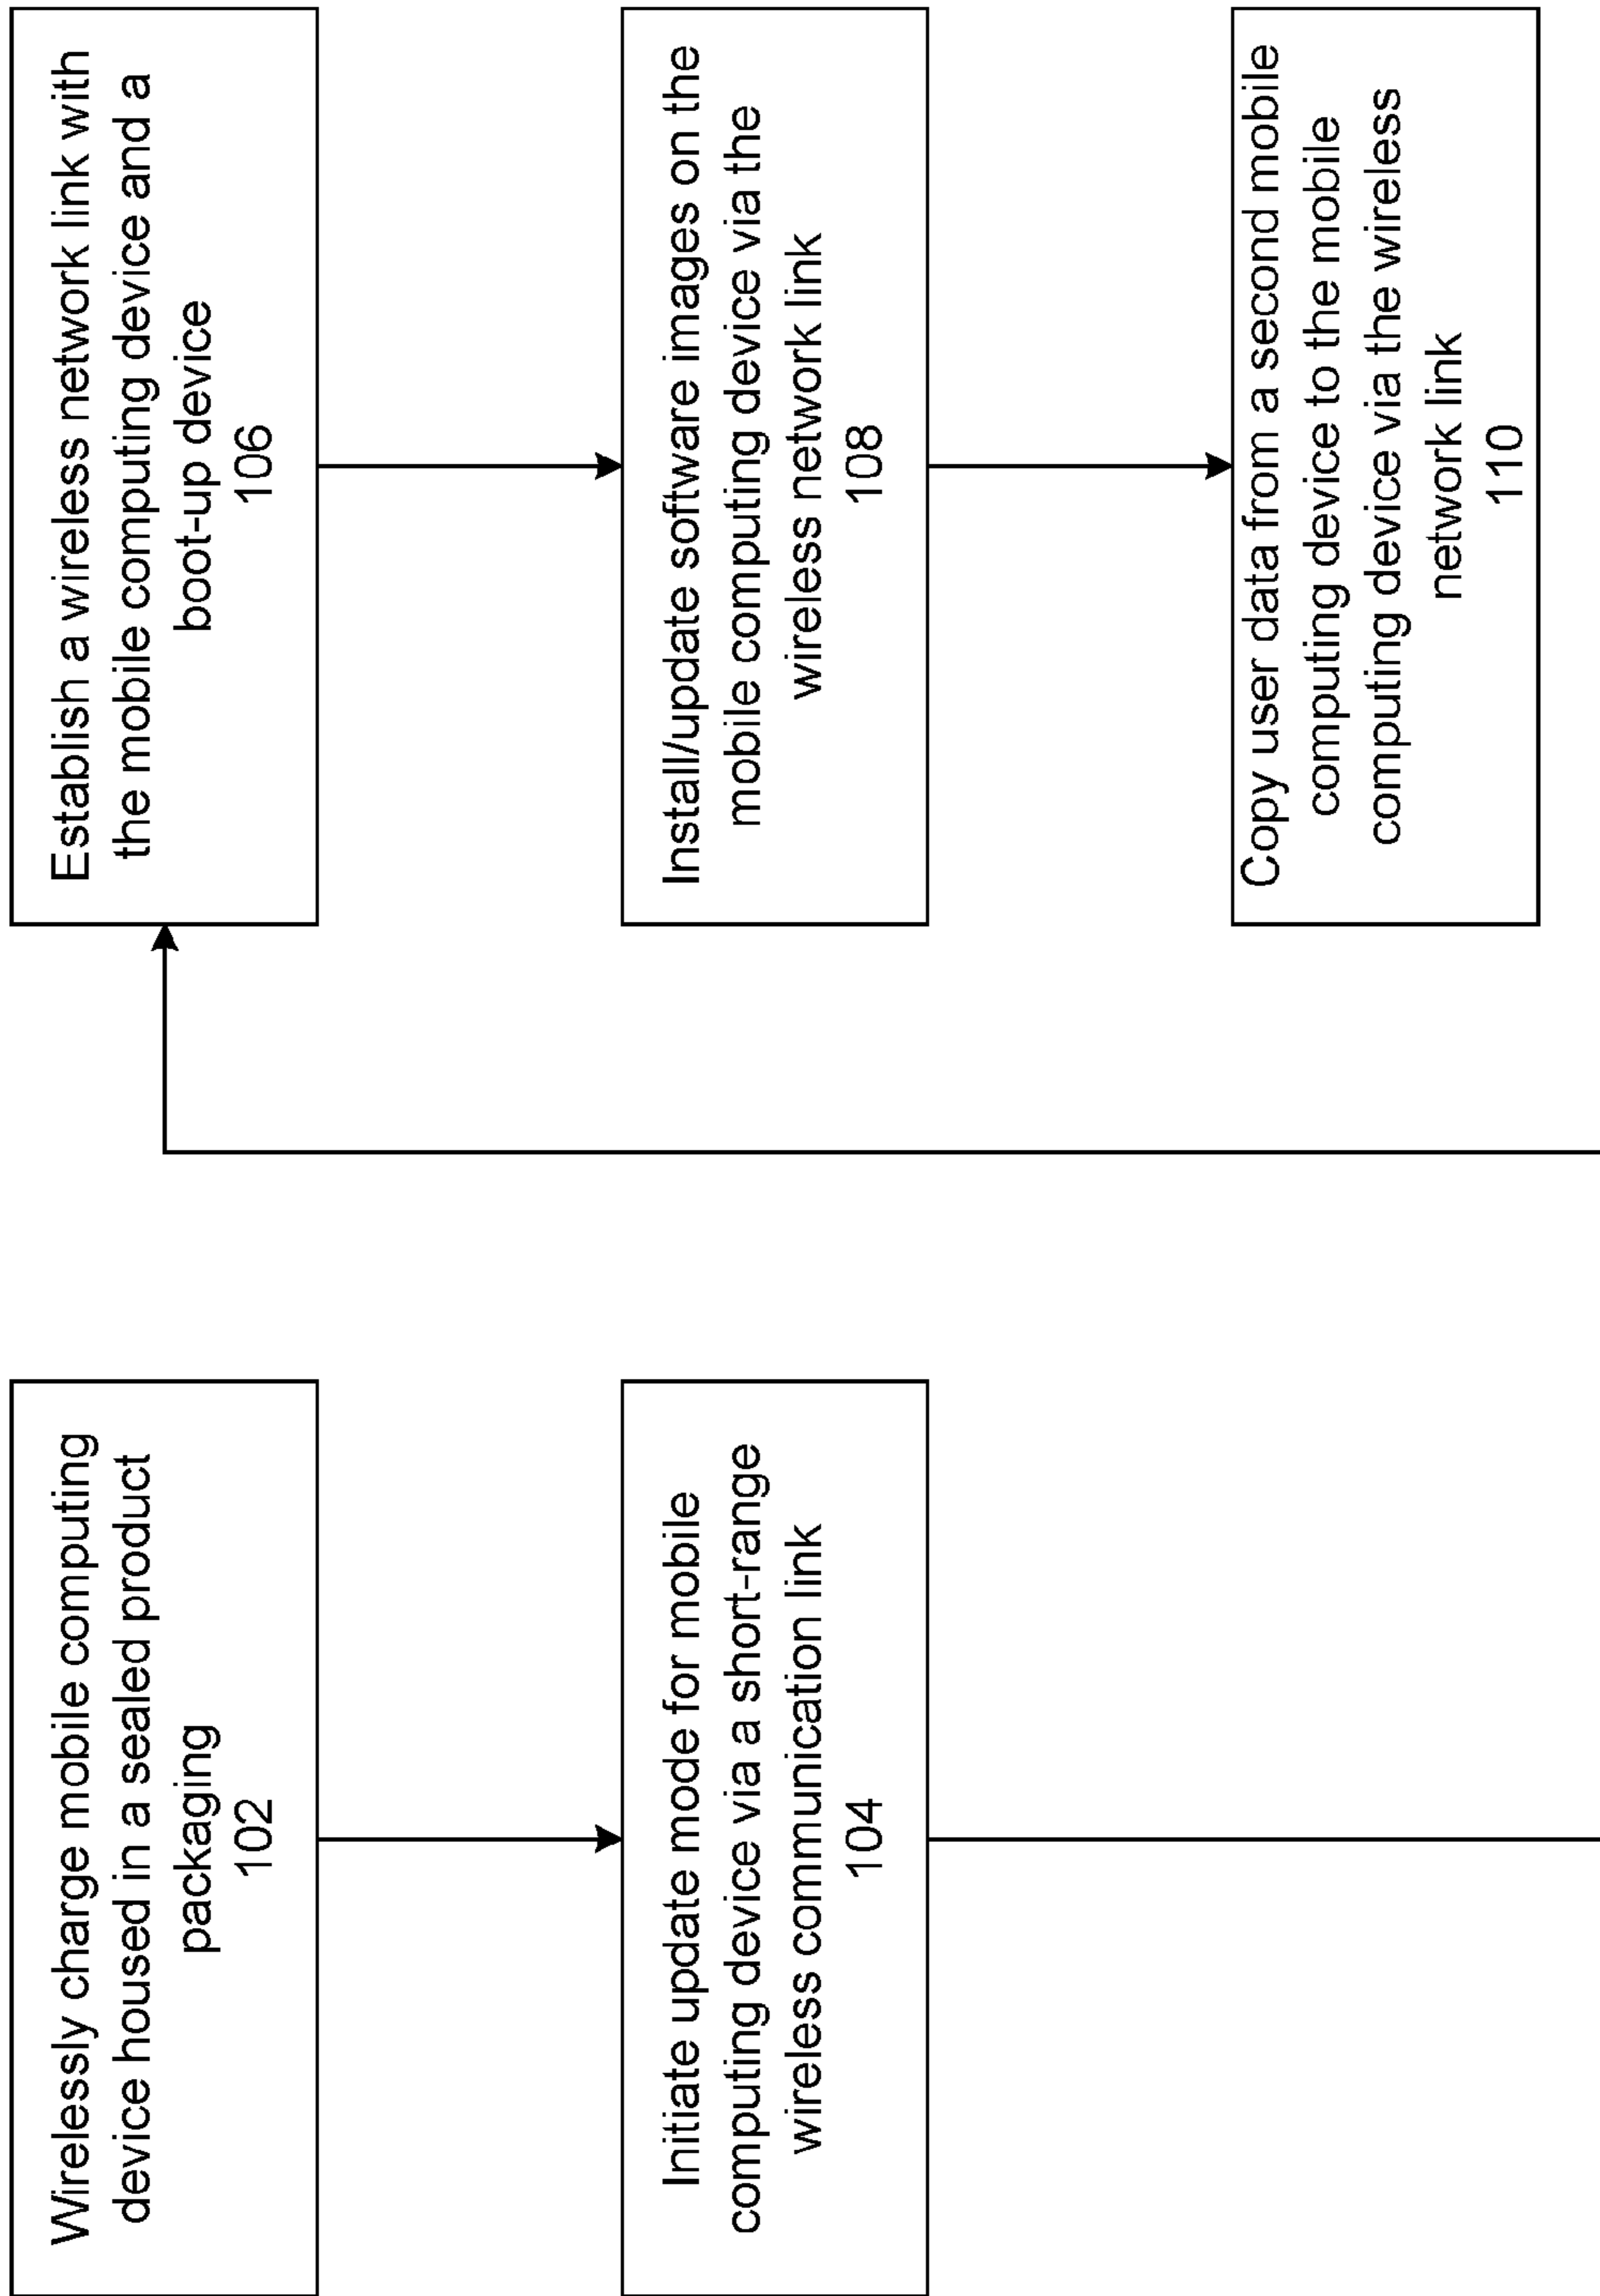 Wirelessly charge mobile computing
device housed in a sealed product
packaging
102
Initiate update mode for mobile
computing device via a short-range
wireless communication link
104
Establish a wireless network link with
the mobile computing device and a
boot-up device
106
Install/update software images on the
mobile computing device via the
wireless network link
108
Copy user data from a second mobile
computing device to the mobile
computing device via the wireless
network link
110